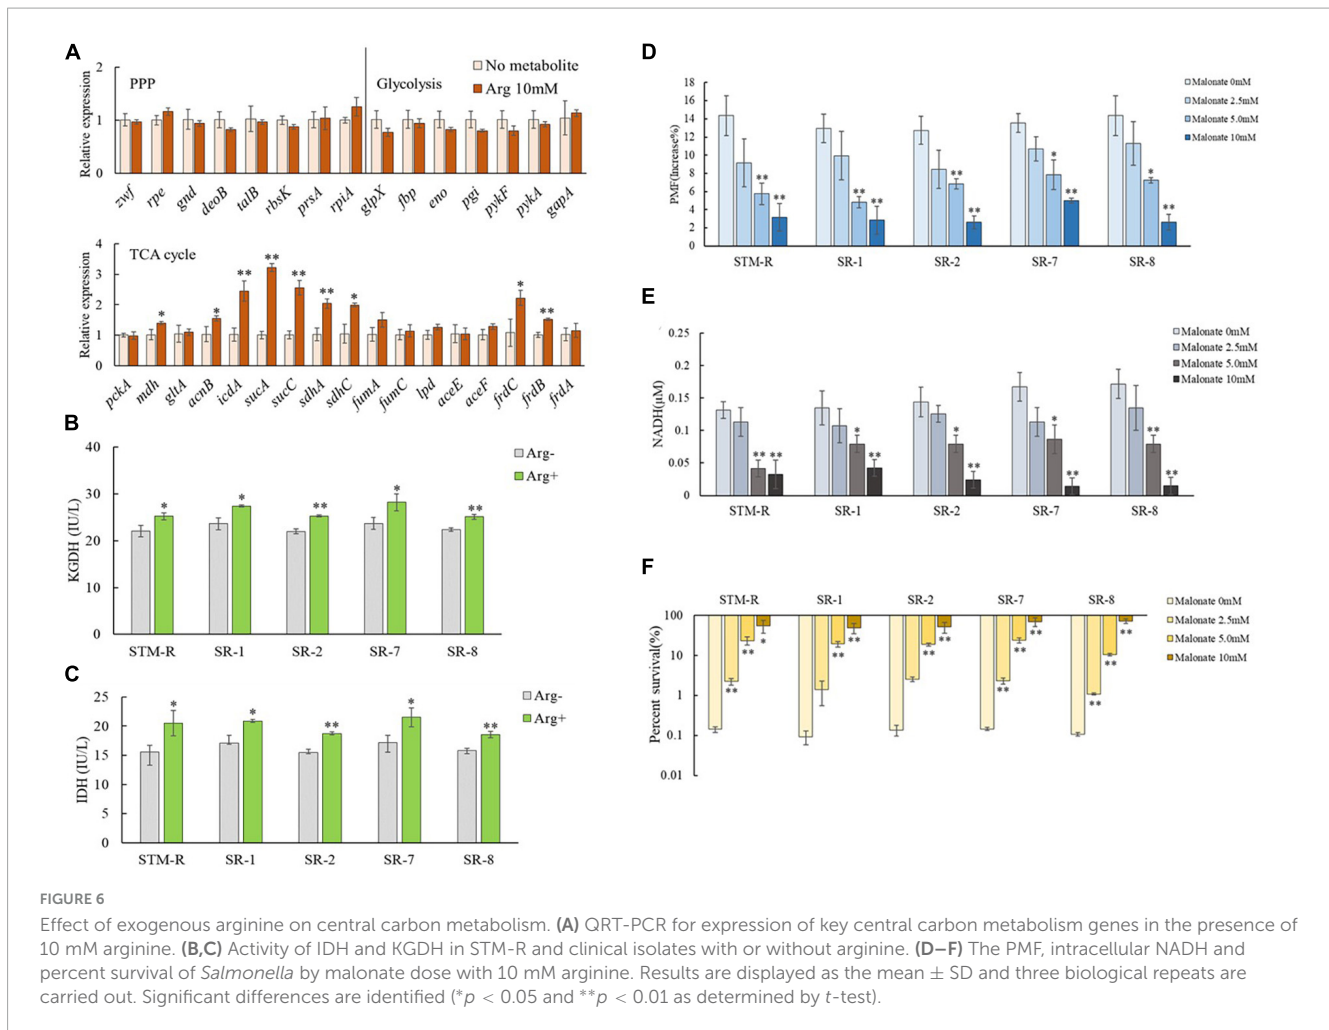 A
Relative expression
2
1
0
PPP
Glycolysis
No metabolite
Arg 10mM
zwf rpe gnd deoB talB rbsK prsA rpiA glpX fbp eno pgi pykF pykA gapA
Relative expression
4
3
2
1
0
TCA cycle
* * ** ** ** ** * * **
pckA mdh gltA acnB icdA sucA sucC sdhA sdhC fumA fumC lpd aceE aceF frdC frdB frdA
B
KGDH (IU/L)
40
30
20
10
0
Arg-
Arg+
* * ** * **
STM-R SR-1 SR-2 SR-7 SR-8
C
IDH (IU/L)
25
20
15
10
5
0
Arg-
Arg+
* * ** * **
STM-R SR-1 SR-2 SR-7 SR-8
D
PMF(Increase%)
18
16
14
12
10
8
6
4
2
0
Malonate 0mM
Malonate 2.5mM
Malonate 5.0mM
Malonate 10mM
** ** ** ** ** ** * ** * **
STM-R SR-1 SR-2 SR-7 SR-8
E
NADH(μM)
0.25
0.2
0.15
0.1
0.05
0
Malonate 0mM
Malonate 2.5mM
Malonate 5.0mM
Malonate 10mM
** ** * ** * ** * ** ** **
STM-R SR-1 SR-2 SR-7 SR-8
F
STM-R SR-1 SR-2 SR-7 SR-8
Percent survival(%)
100
10
1
0.1
0.01
Malonate 0mM
Malonate 2.5mM
Malonate 5.0mM
Malonate 10mM
** ** * ** ** ** ** ** ** ** ** ** **
FIGURE 6
Effect of exogenous arginine on central carbon metabolism. (A) QRT-PCR for expression of key central carbon metabolism genes in the presence of
10 mM arginine. (B,C) Activity of IDH and KGDH in STM-R and clinical isolates with or without arginine. (D–F) The PMF, intracellular NADH and
percent survival of Salmonella by malonate dose with 10 mM arginine. Results are displayed as the mean ± SD and three biological repeats are
carried out. Significant differences are identified (*p < 0.05 and **p < 0.01 as determined by t-test).